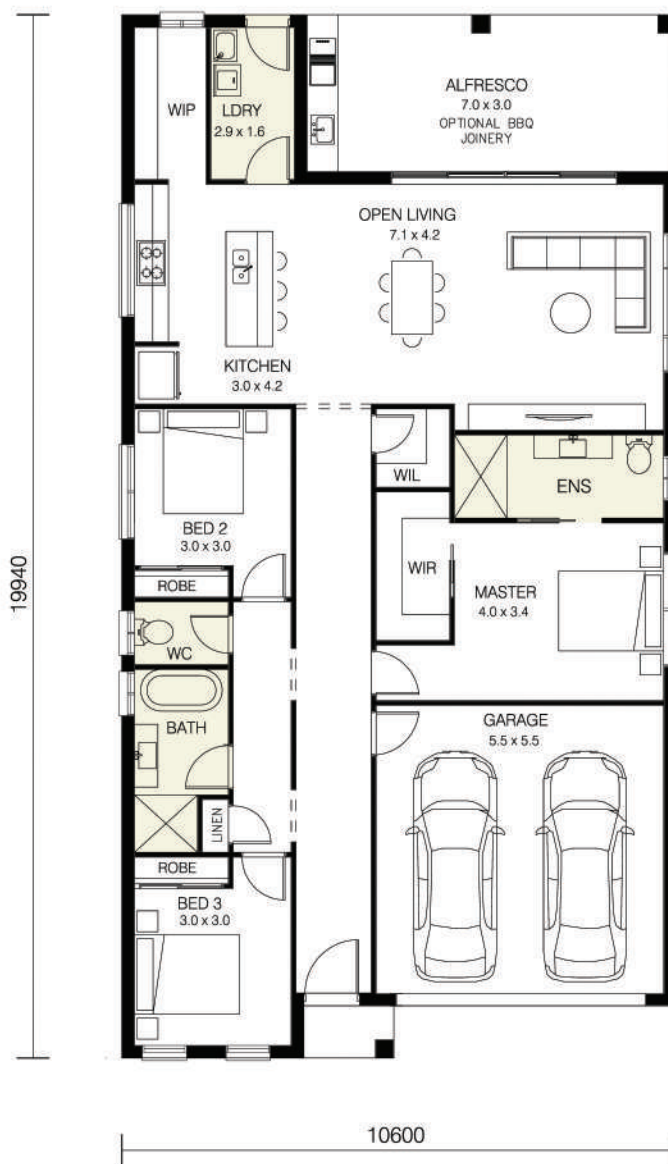 ALFRESCO
7.0 x 3.0
OPTIONAL BBQ
JOINERY
WIP
LDRY
2.9 x 1.6
OPEN LIVING
7.1 x 4.2
KITCHEN
3.0 x 4.2
WIL
ENS
BED 2
3.0 x 3.0
ROBE
WIR
MASTER
4.0 x 3.4
19940
WC
BATH
GARAGE
5.5 x 5.5
LINEN
ROBE
BED 3
3.0 x 3.0
10600